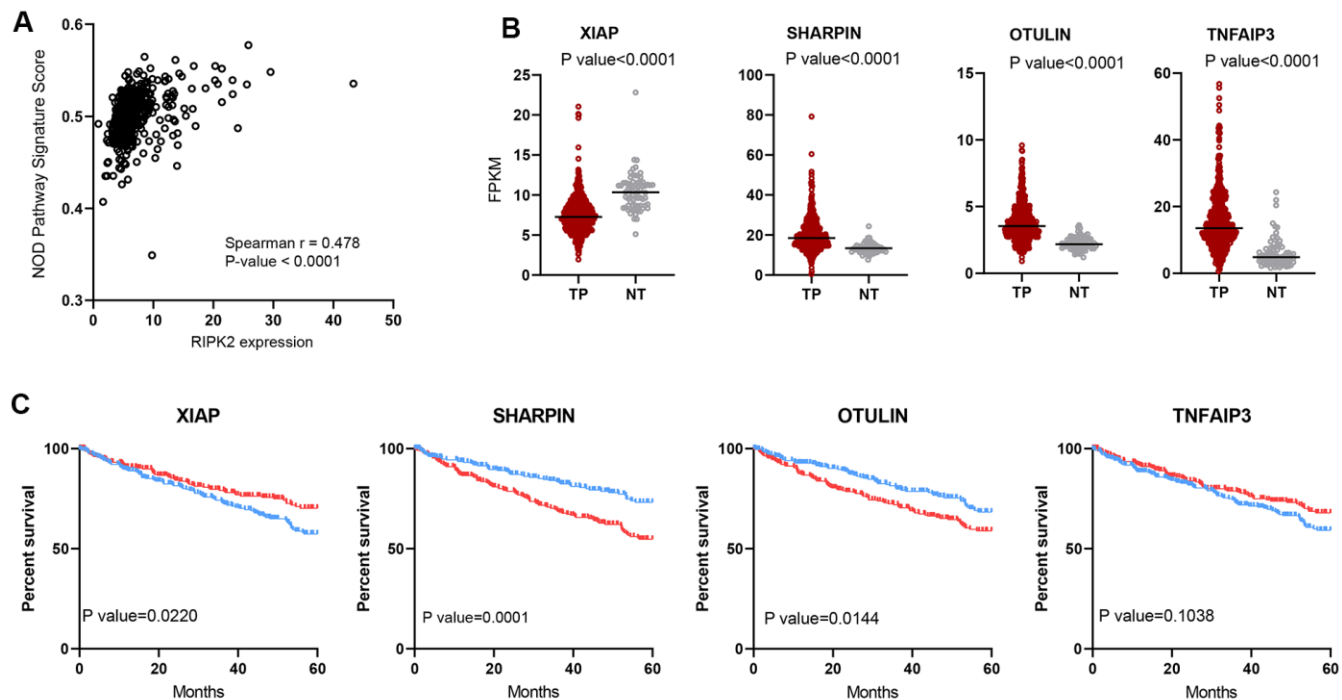 A
0.6
0.5
0.4
0.3
NOD Pathway Signature Score
Spearman r = 0.478
P-value < 0.0001
0 10 20 30 40 50
RIPK2 expression
B
XIAP
P value<0.0001
25
20
15
10
5
0
FPKM
TP NT
SHARPIN
P value<0.0001
100
80
60
40
20
0
TP NT
OTULIN
P value<0.0001
15
10
5
0
TP NT
TNFAIP3
P value<0.0001
60
40
20
0
TP NT
C
XIAP
100
50
0
Percent survival
P value=0.0220
0 20 40 60
Months
SHARPIN
100
50
0
Percent survival
P value=0.0001
0 20 40 60
Months
OTULIN
100
50
0
Percent survival
P value=0.0144
0 20 40 60
Months
TNFAIP3
100
50
0
Percent survival
P value=0.1038
0 20 40 60
Months